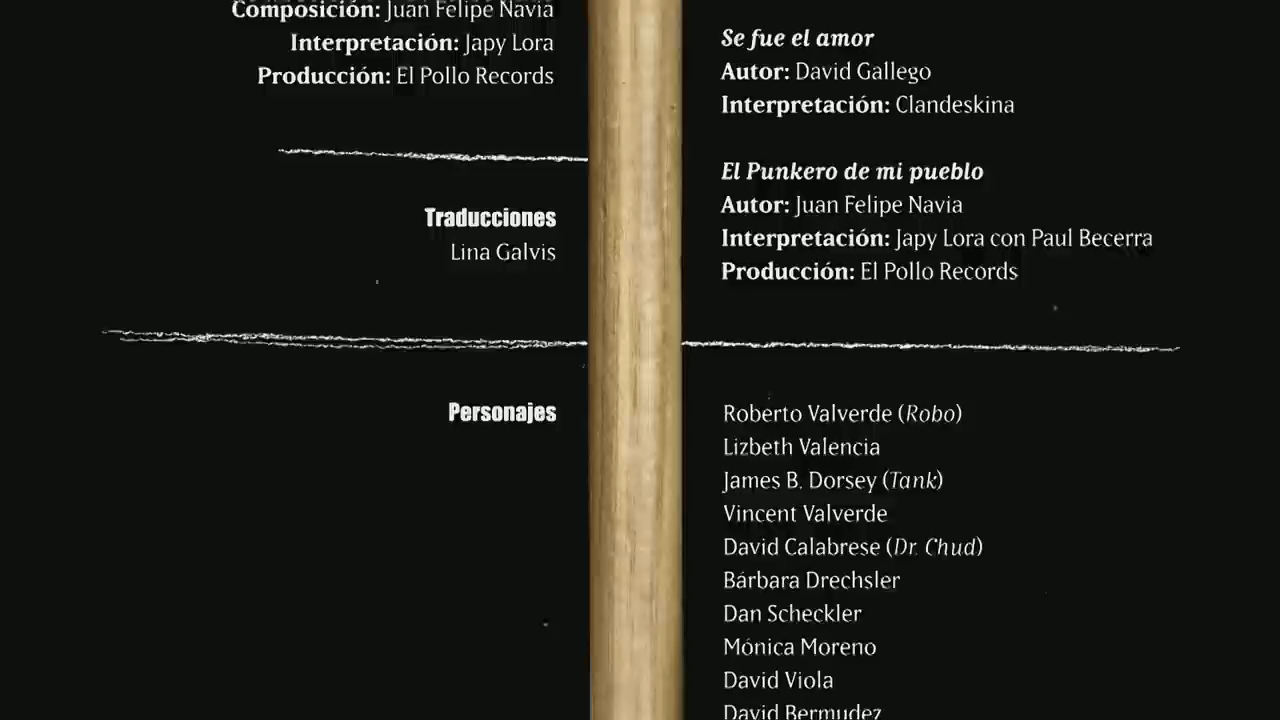 Composición: Juan Felipe Navia
Interpretación: Japy Lora
Producción: El Pollo Records
Traducciones
Lina Galvis
Se fue el amor
Autor: David Gallego
Interpretación: Clandeskina
El Punkero de mi pueblo
Autor: Juan Felipe Navia
Interpretación: Japy Lora con Paul Becerra
Producción: El Pollo Records
Personajes
Roberto Valverde (Robo)
Lizbeth Valencia
James B. Dorsey (Tank)
Vincent Valverde
David Calabrese (Dr. Chud)
Bárbara Drechsler
Dan Scheckler
Mónica Moreno
David Viola
David Bermudez